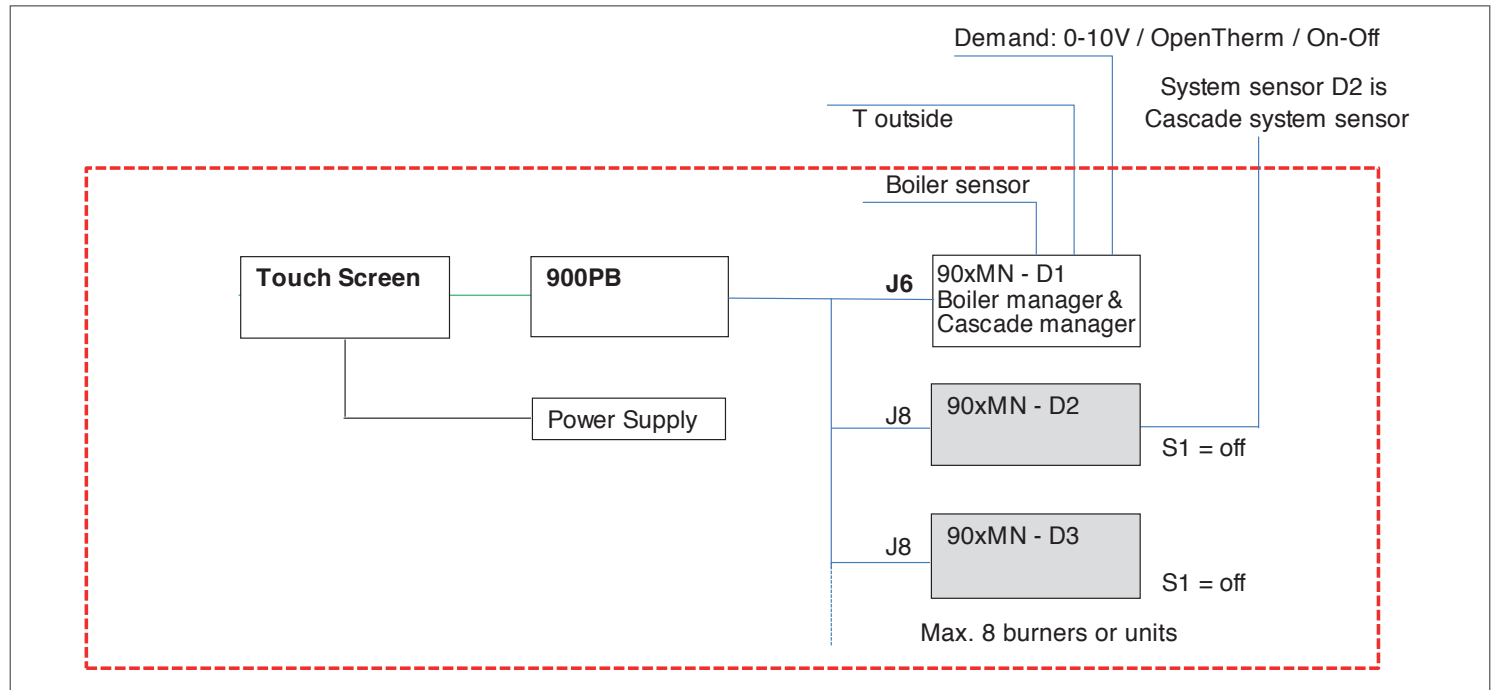 Demand: 0-10V / OpenTherm / On-Off
System sensor D2 is
Cascade system sensor
T outside
Boiler sensor
Touch Screen
900PB
J6
90xMN - D1
Boiler manager &
Cascade manager
Power Supply
J8
90xMN - D2
S1 = off
J8
90xMN - D3
S1 = off
Max. 8 burners or units